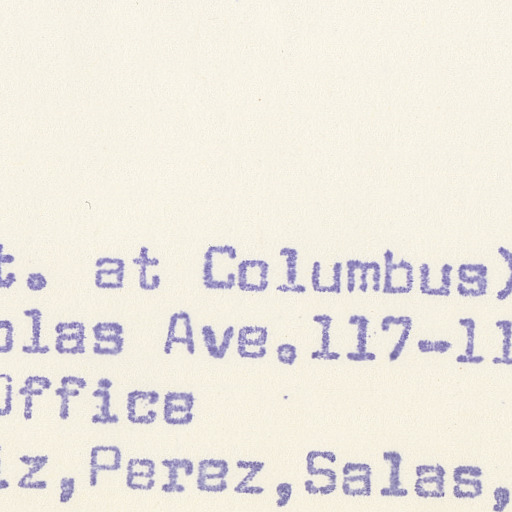 t. at Columbus)
olas Ave.117-11
Office
iz,Perez,Salas,